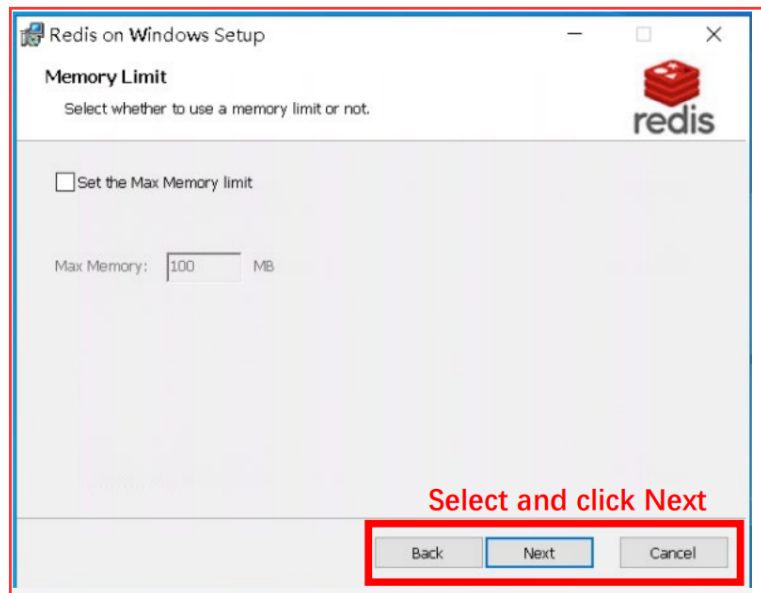 Redis on Windows Setup
Memory Limit
Select whether to use a memory limit or not.
redis
Set the Max Memory limit
Max Memory: 100 MB
Select and click Next
Back Next Cancel